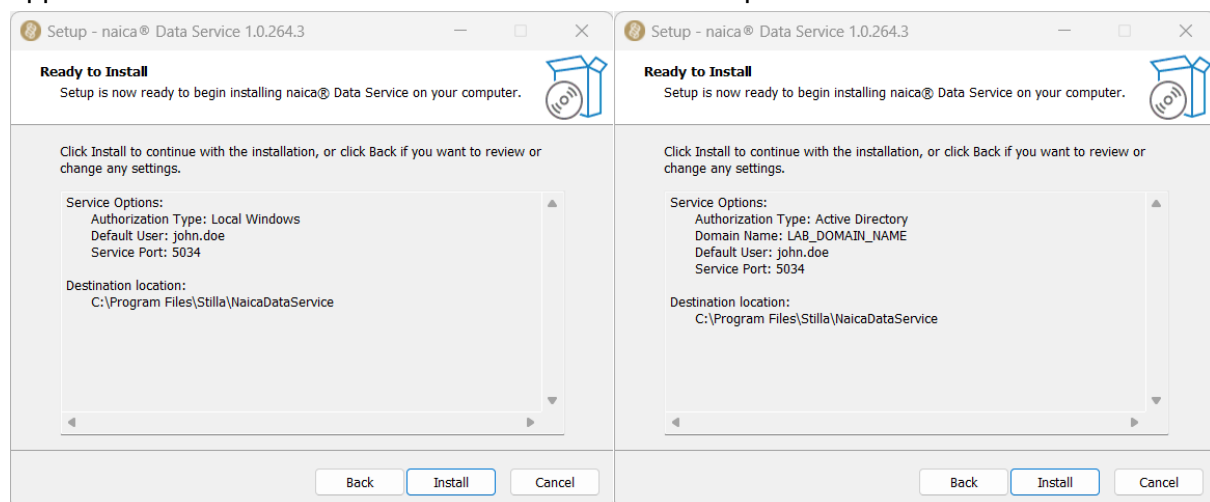 Setup - naica® Data Service 1.0.264.3
Ready to Install
Setup is now ready to begin installing naica® Data Service on your computer.
Click Install to continue with the installation, or click Back if you want to review or
change any settings.
Service Options:
Authorization Type: Local Windows
Default User: john.doe
Service Port: 5034
Destination location:
C:\Program Files\Stilla\NaicaDataService
Back Install Cancel
Setup - naica® Data Service 1.0.264.3
Ready to Install
Setup is now ready to begin installing naica® Data Service on your computer.
Click Install to continue with the installation, or click Back if you want to review or
change any settings.
Service Options:
Authorization Type: Active Directory
Domain Name: LAB_DOMAIN_NAME
Default User: john.doe
Service Port: 5034
Destination location:
C:\Program Files\Stilla\NaicaDataService
Back Install Cancel